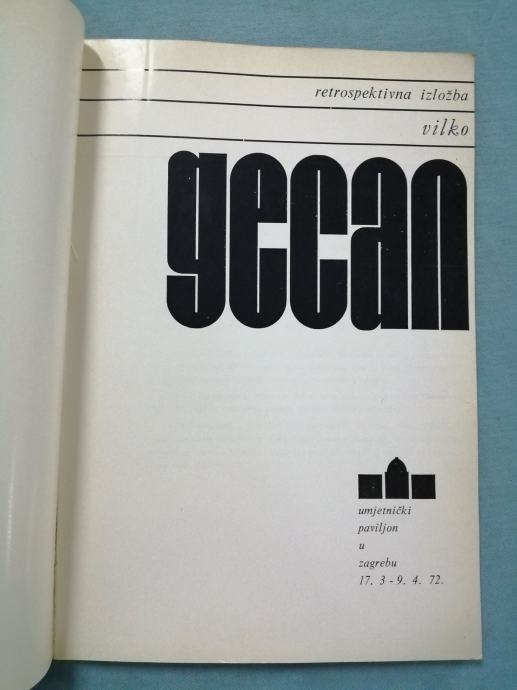 retrospektivna izložba
vilko
gecan
umjetnički
paviljon
u
zagrebu
17. 3 - 9. 4. 72.